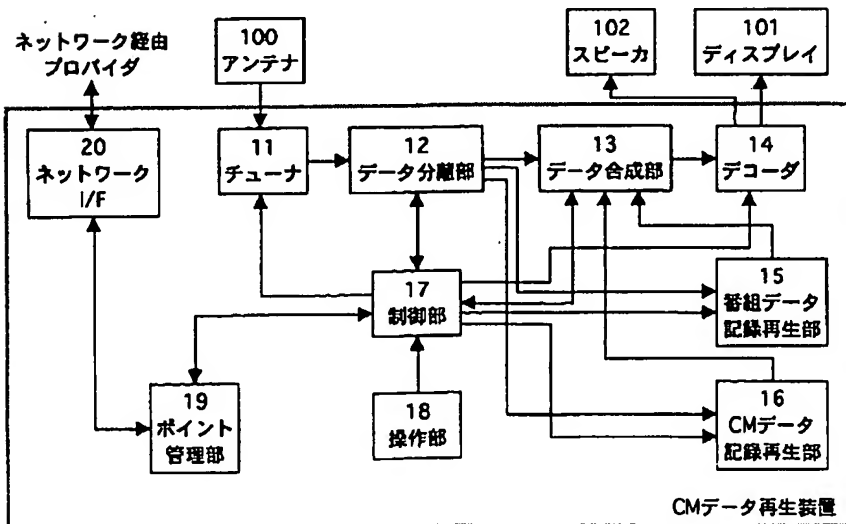 ネットワーク経由
プロバイダ
100
アンテナ
102
スピーカ
101
ディスプレイ
20
ネットワーク
I/F
11
チューナ
12
データ分離部
13
データ合成部
14
デコーダ
17
制御部
15
番組データ
記録再生部
19
ポイント
管理部
18
操作部
16
CMデータ
記録再生部
CMデータ再生装置